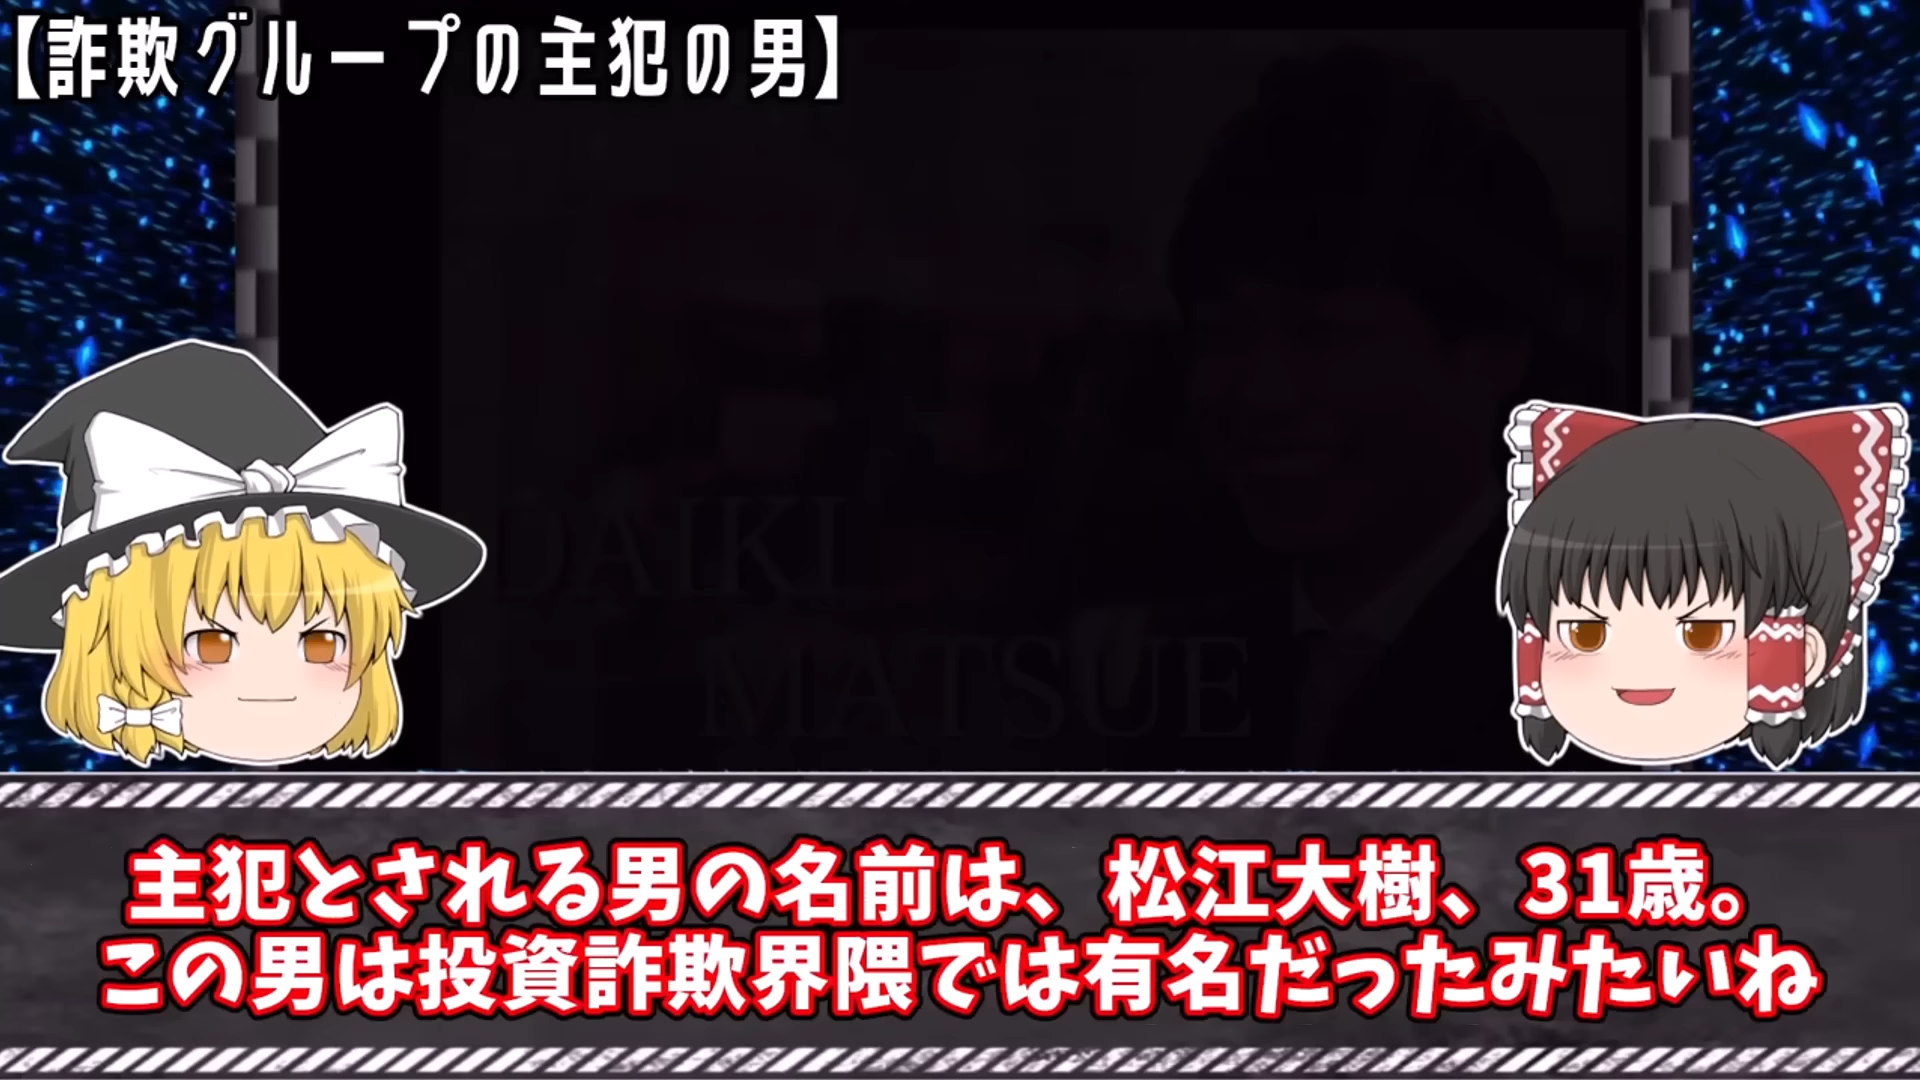 【詐欺グループの主犯の男】
DAIKI
MATSUE
主犯とされる男の名前は、松江大樹、31歳。
この男は投資詐欺界隈では有名だったみたいね